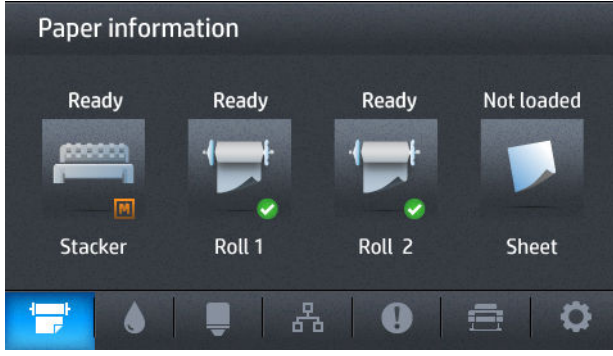 Paper information
Ready Ready Ready Not loaded
M
Stacker Roll 1 Roll 2 Sheet